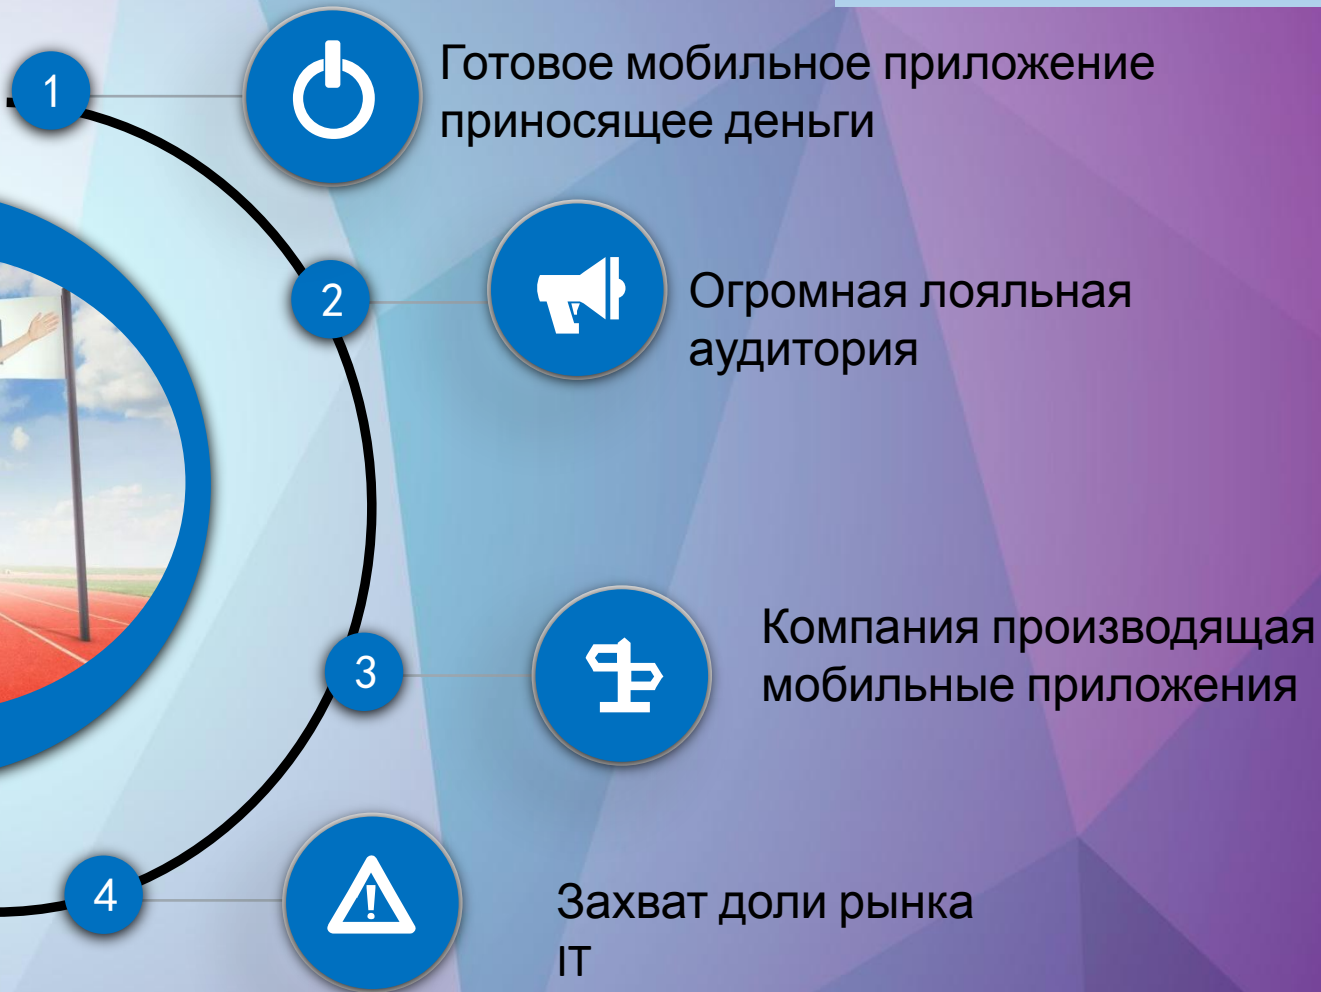 1
Готовое мобильное приложение
приносящее деньги
2
Огромная лояльная
аудитория
3
Компания производящая
мобильные приложения
4
Захват доли рынка
IT